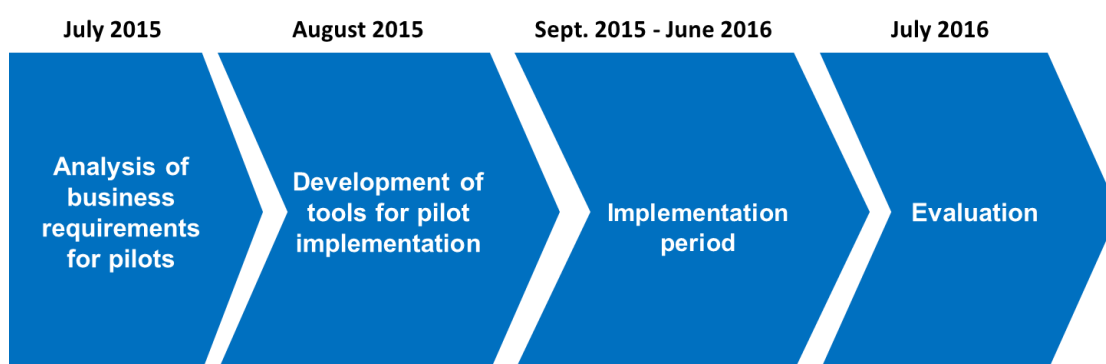 July 2015
August 2015
Sept. 2015 - June 2016
July 2016
Analysis of
business
requirements
for pilots
Development of
tools for pilot
implementation
Implementation
period
Evaluation